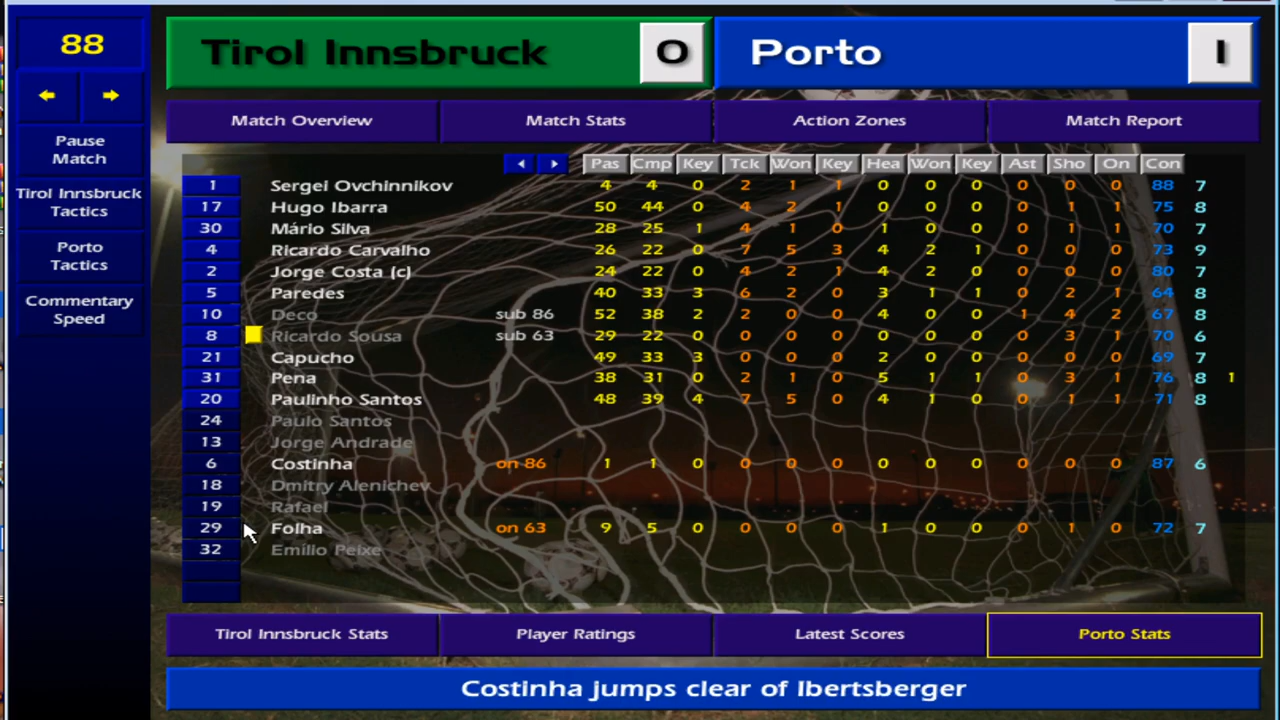 88
Tirol Innsbruck 0 Porto 1
Pause
Match
Tirol Innsbruck
Tactics
Porto
Tactics
Commentary
Speed
Match Overview Match Stats Action Zones Match Report
Pas Cmp Key Tck Won Key Hea Won Key Ast Sho On Con
1 Sergei Ovchinnikov 4 4 0 2 1 1 0 0 0 0 0 0 88 7
17 Hugo Ibarra 50 44 0 4 2 1 0 0 0 0 1 1 75 8
30 Mário Silva 28 25 1 4 1 0 1 0 0 0 1 1 70 7
4 Ricardo Carvalho 26 22 0 7 5 3 4 2 1 0 0 0 73 9
2 Jorge Costa (c) 24 22 0 4 2 1 4 2 0 0 0 0 80 7
5 Paredes 40 33 3 6 2 0 3 1 1 0 2 1 64 8
10 Deco sub 86 52 38 2 2 0 0 4 0 0 1 4 2 67 8
8 Ricardo Sousa sub 63 29 22 0 0 0 0 0 0 0 0 3 1 70 6
21 Capucho 49 33 3 0 0 0 2 0 0 0 0 0 69 7
31 Pena 38 31 0 2 1 0 5 1 1 0 3 1 76 8 1
20 Paulinho Santos 48 39 4 7 5 0 4 1 0 0 1 1 71 8
24 Paulo Santos
13 Jorge Andrade
6 Costinha on 86 1 1 0 0 0 0 0 0 0 0 0 0 87 6
18 Dmitry Alenichev
19 Rafael
29 Folha on 63 9 5 0 0 0 0 1 0 0 0 1 0 72 7
32 Emílio Peixe
Tirol Innsbruck Stats Player Ratings Latest Scores Porto Stats
Costinha jumps clear of Ibertsberger